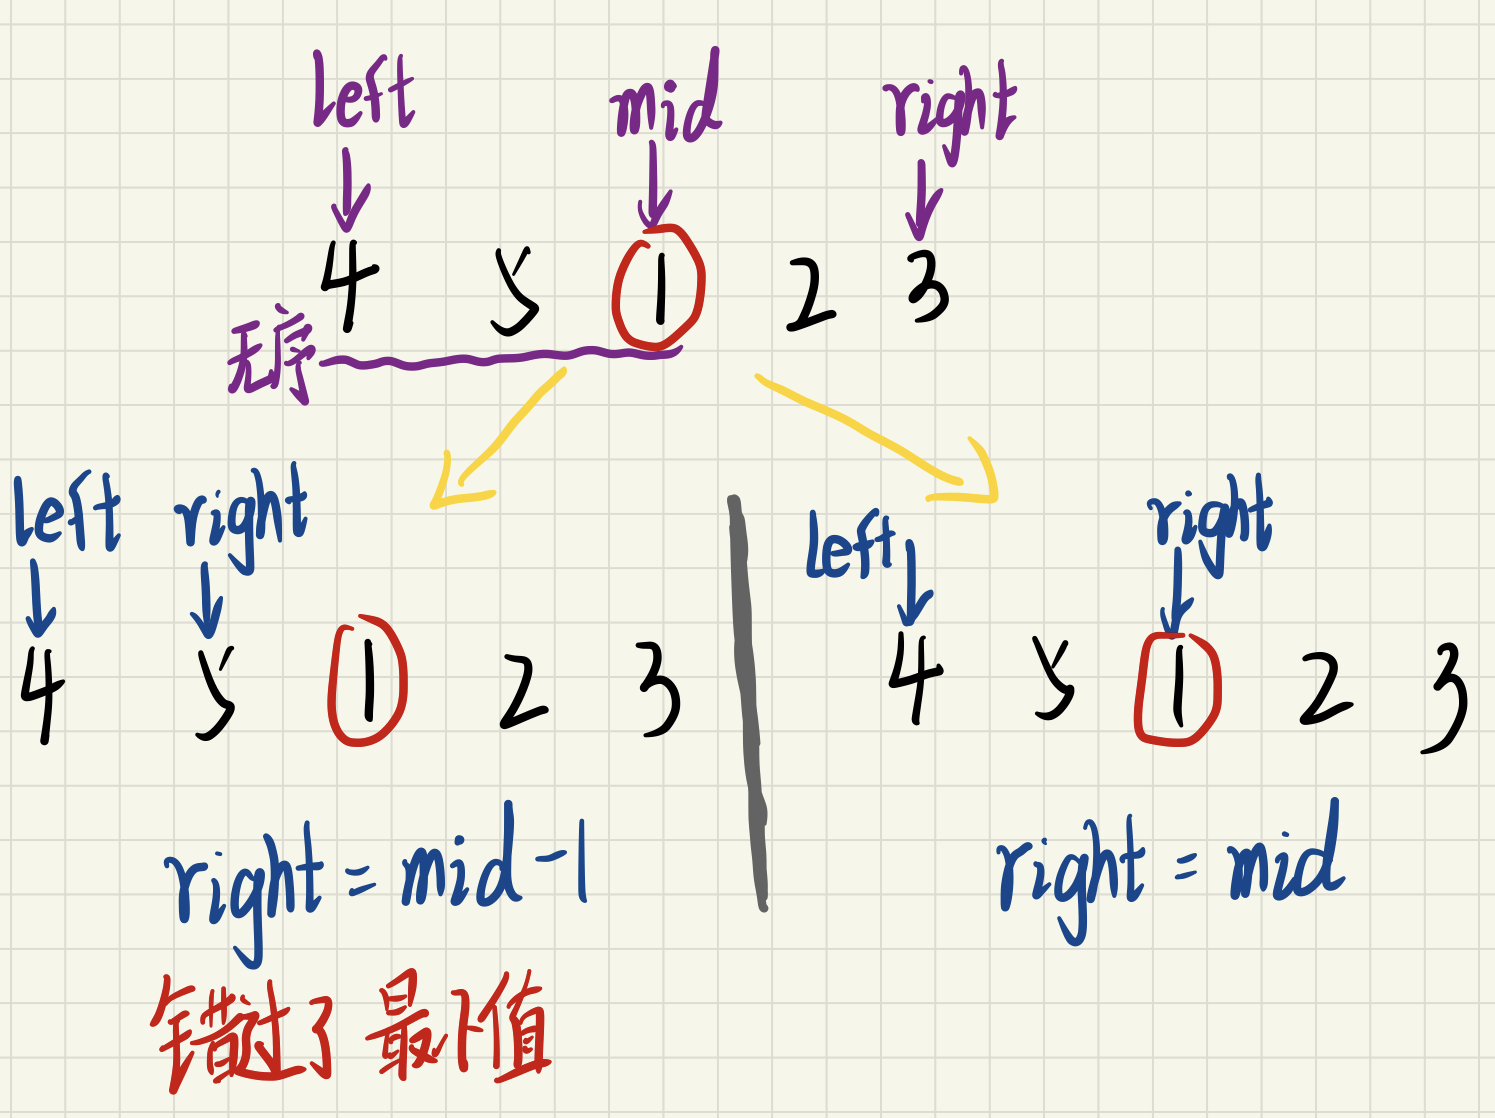 left mid right
4 5 1 2 3
无序
left right
4 5 1 2 3
right = mid - 1
错过了最小值
left right
4 5 1 2 3
right = mid